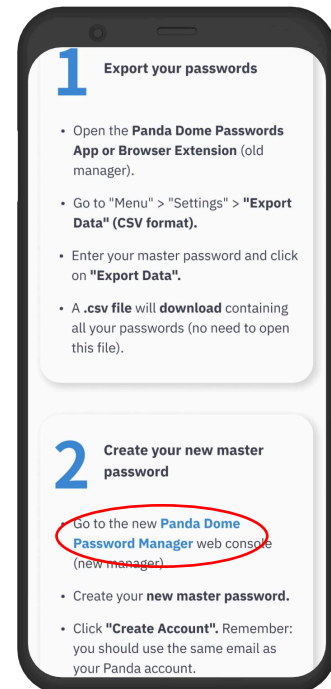 1
Export your passwords
• Open the Panda Dome Passwords
App or Browser Extension (old
manager).
• Go to "Menu" > "Settings" > "Export
Data" (CSV format).
• Enter your master password and click
on "Export Data".
• A .csv file will download containing
all your passwords (no need to open
this file).
2
Create your new master
password
• Go to the new Panda Dome
Password Manager web console
(new manager).
• Create your new master password.
• Click "Create Account". Remember:
you should use the same email as
your Panda account.